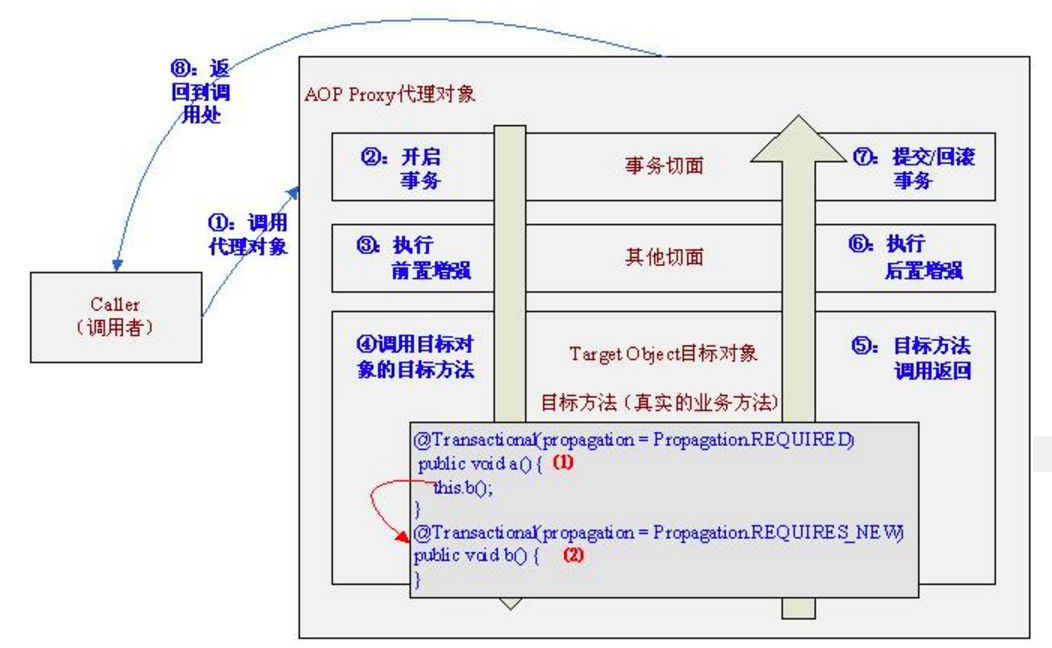 ⑧：返
回到调
用处
AOP Proxy代理对象
②：开启
事务
事务切面
⑦：提交/回滚
事务
①：调用
代理对象
③：执行
前置增强
其他切面
⑥：执行
后置增强
Caller
（调用者）
④调用目标对
象的目标方法
Target Object目标对象
⑤：目标方法
调用返回
目标方法（真实的业务方法）
@Transactional(propagation = Propagation.REQUIRED)
public void a() { (1)
this.b();
}
@Transactional(propagation = Propagation.REQUIRES_NEW)
public void b() { (2)
}